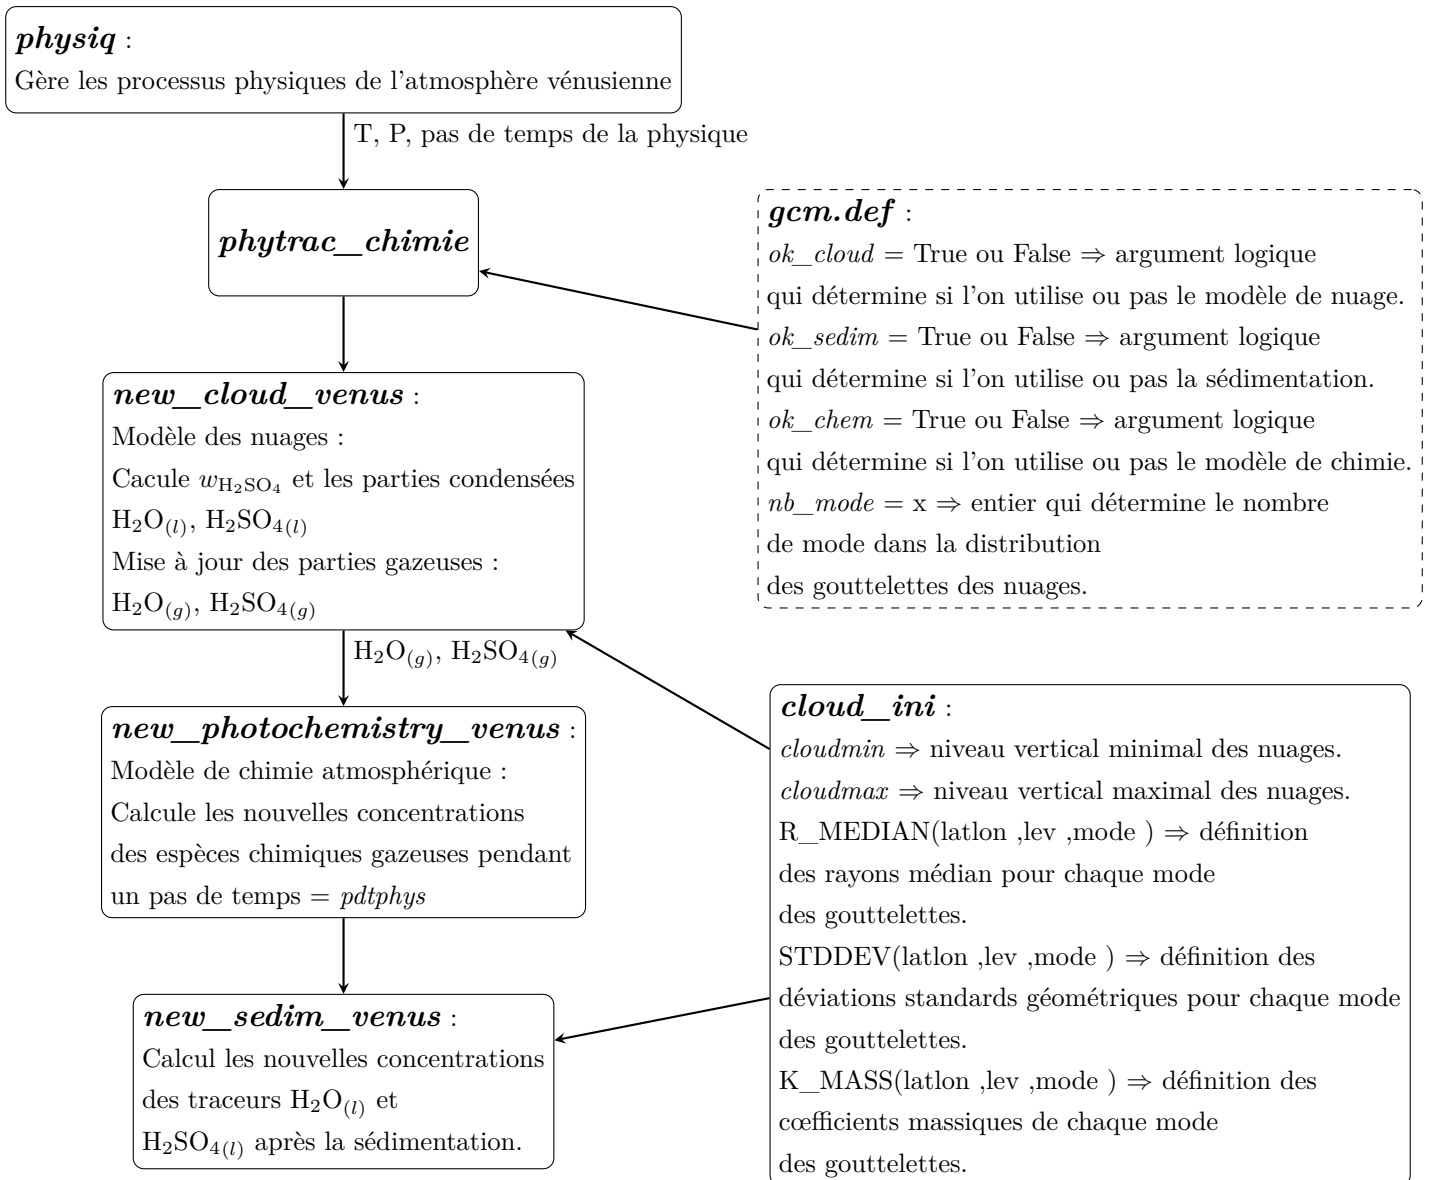 physiq :
Gère les processus physiques de l'atmosphère vénusienne
T, P, pas de temps de la physique
phytrac_chimie
gcm.def :
ok_cloud = True ou False ⇒ argument logique
qui détermine si l'on utilise ou pas le modèle de nuage.
ok_sedim = True ou False ⇒ argument logique
qui détermine si l'on utilise ou pas la sédimentation.
ok_chem = True ou False ⇒ argument logique
qui détermine si l'on utilise ou pas le modèle de chimie.
nb_mode = x ⇒ entier qui détermine le nombre
de mode dans la distribution
des gouttelettes des nuages.
new_cloud_venus :
Modèle des nuages :
Cacule w_H₂SO₄ et les parties condensées
H₂O(l), H₂SO₄(l)
Mise à jour des parties gazeuses :
H₂O(g), H₂SO₄(g)
H₂O(g), H₂SO₄(g)
new_photochemistry_venus :
Modèle de chimie atmosphérique :
Calcule les nouvelles concentrations
des espèces chimiques gazeuses pendant
un pas de temps = pdtphys
cloud_ini :
cloudmin ⇒ niveau vertical minimal des nuages.
cloudmax ⇒ niveau vertical maximal des nuages.
R_MEDIAN(latlon ,lev ,mode ) ⇒ définition
des rayons médian pour chaque mode
des gouttelettes.
STDDEV(latlon ,lev ,mode ) ⇒ définition des
déviations standards géométriques pour chaque mode
des gouttelettes.
K_MASS(latlon ,lev ,mode ) ⇒ définition des
cœfficients massiques de chaque mode
des gouttelettes.
new_sedim_venus :
Calcul les nouvelles concentrations
des traceurs H₂O(l) et
H₂SO₄(l) après la sédimentation.